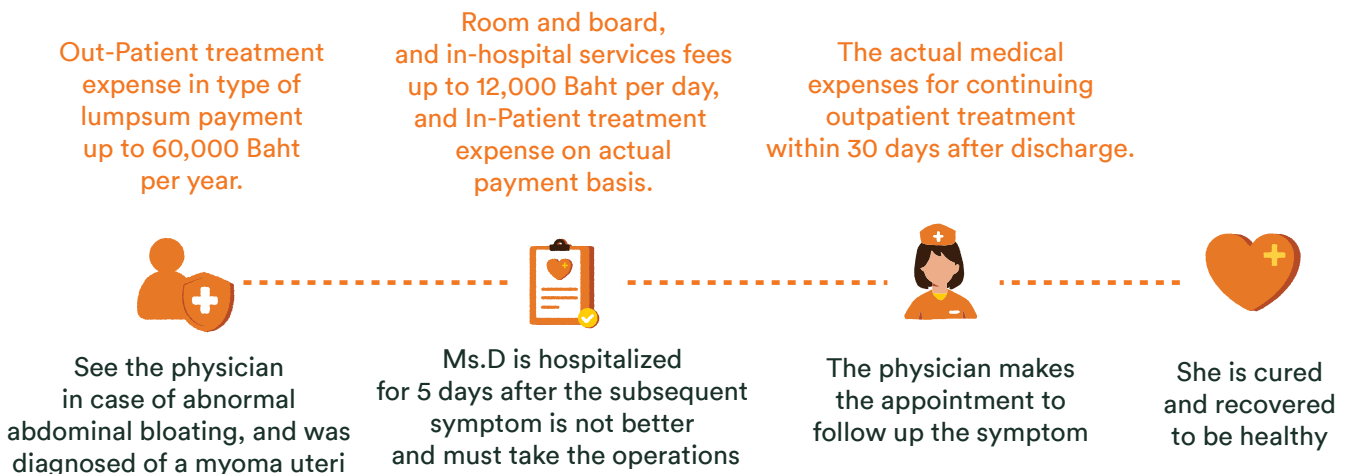 Out-Patient treatment
expense in type of
lumpsum payment
up to 60,000 Baht
per year.
Room and board,
and in-hospital services fees
up to 12,000 Baht per day,
and In-Patient treatment
expense on actual
payment basis.
The actual medical
expenses for continuing
outpatient treatment
within 30 days after discharge.
See the physician
in case of abnormal
abdominal bloating, and was
diagnosed of a myoma uteri
Ms.D is hospitalized
for 5 days after the subsequent
symptom is not better
and must take the operations
The physician makes
the appointment to
follow up the symptom
She is cured
and recovered
to be healthy